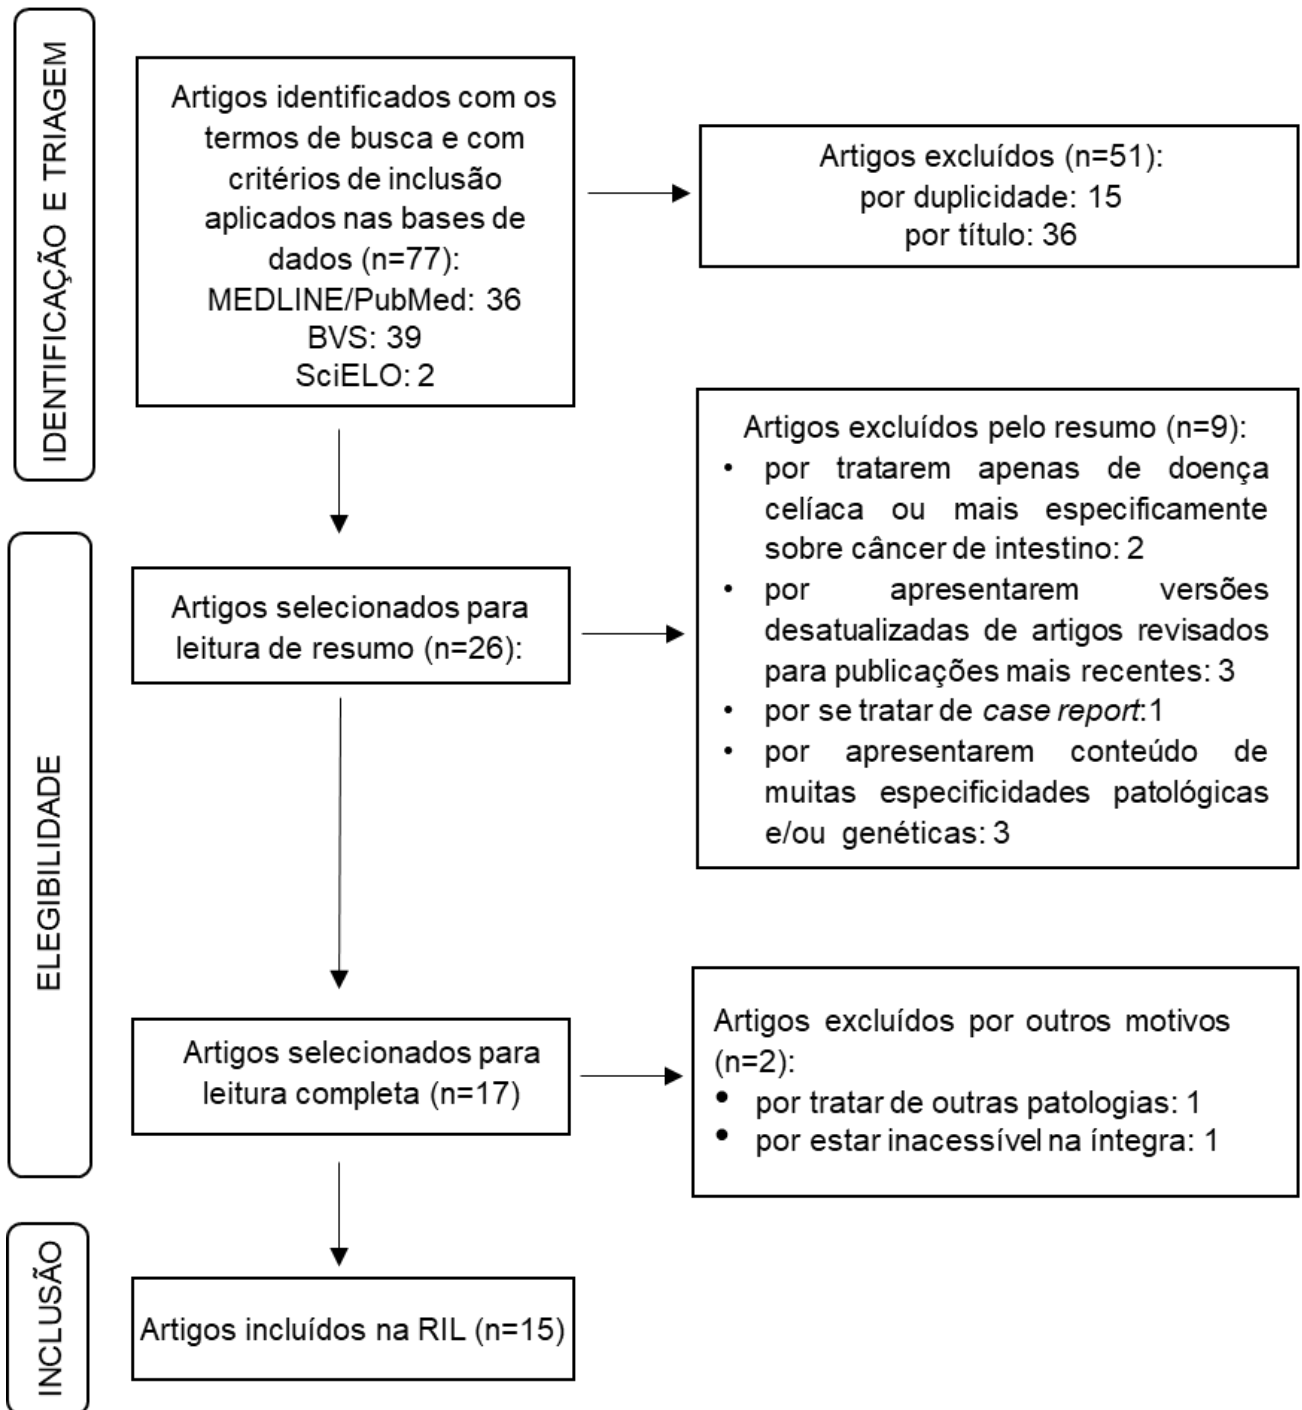 IDENTIFICAÇÃO E TRIAGEM
Artigos identificados com os
termos de busca e com
critérios de inclusão
aplicados nas bases de
dados (n=77):
MEDLINE/PubMed: 36
BVS: 39
SciELO: 2
Artigos excluídos (n=51):
por duplicidade: 15
por título: 36
ELEGIBILIDADE
Artigos selecionados para
leitura de resumo (n=26):
Artigos excluídos pelo resumo (n=9):
• por tratarem apenas de doença
celíaca ou mais especificamente
sobre câncer de intestino: 2
• por apresentarem versões
desatualizadas de artigos revisados
para publicações mais recentes: 3
• por se tratar de case report:1
• por apresentarem conteúdo de
muitas especificidades patológicas
e/ou genéticas: 3
Artigos selecionados para
leitura completa (n=17)
Artigos excluídos por outros motivos
(n=2):
• por tratar de outras patologias: 1
• por estar inacessível na íntegra: 1
INCLUSÃO
Artigos incluídos na RIL (n=15)